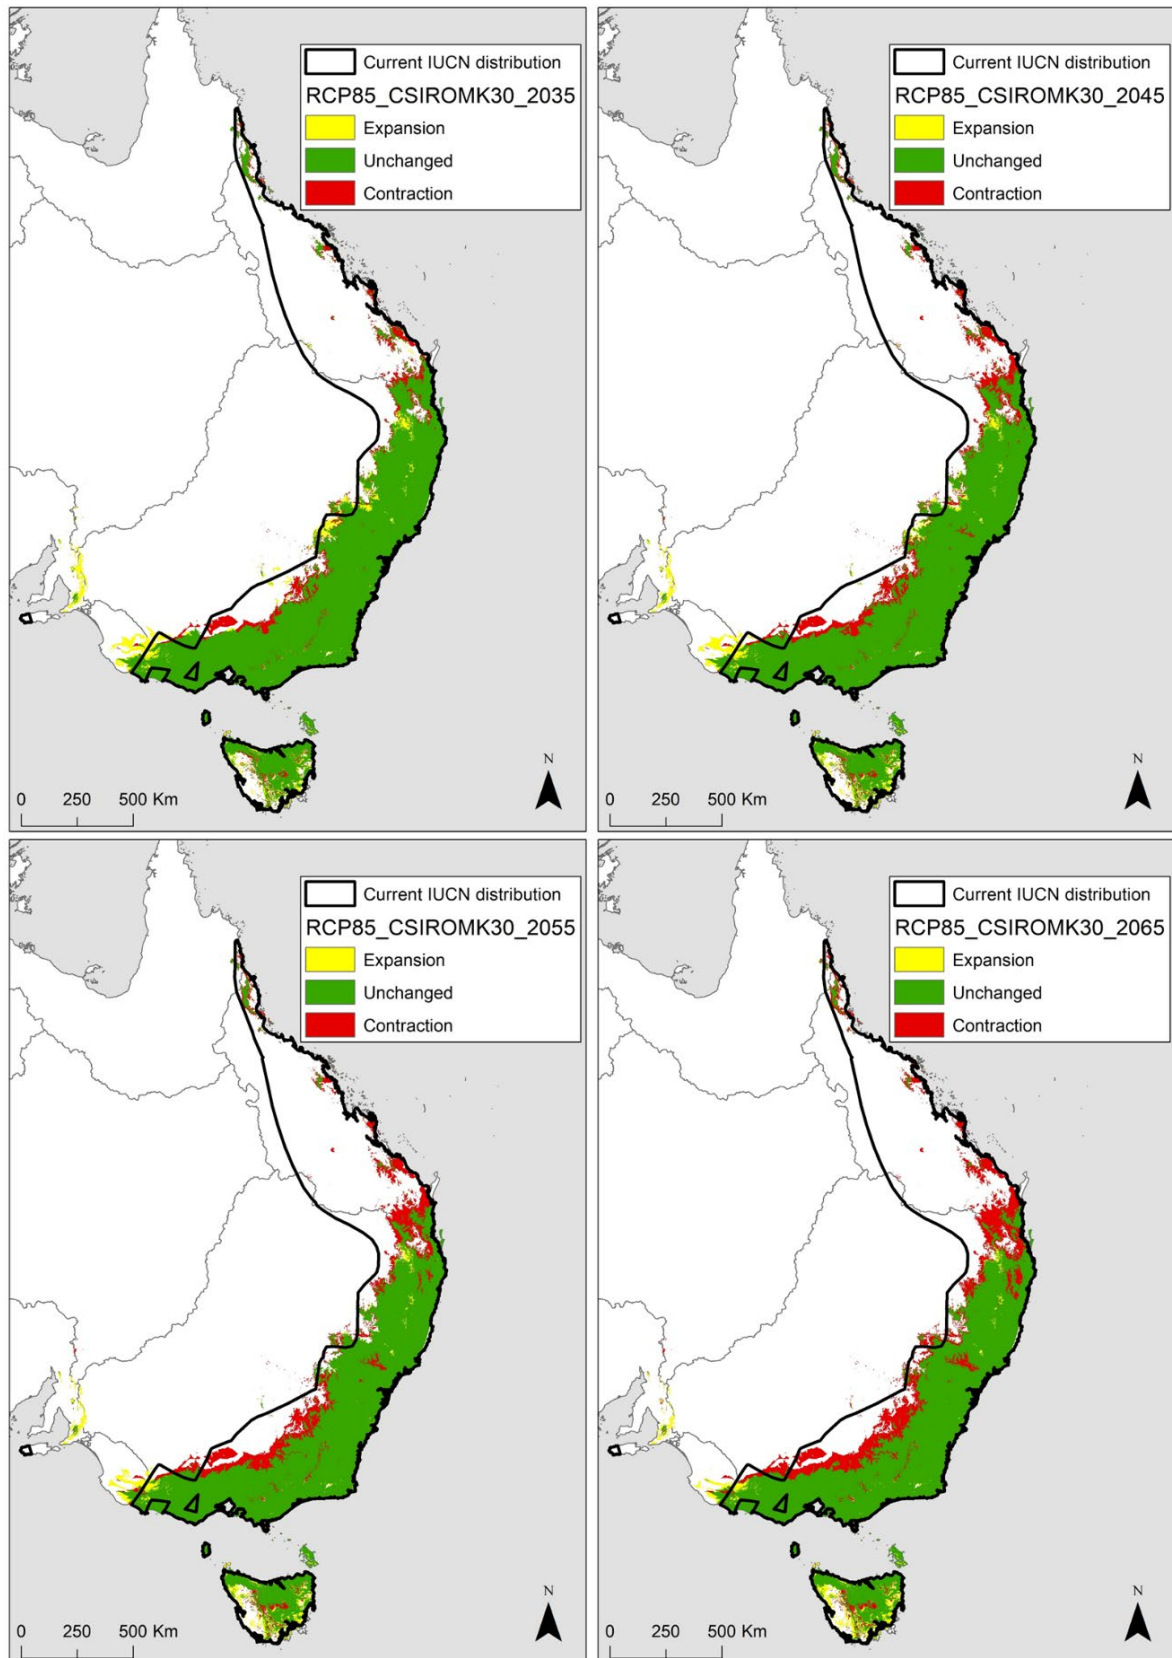 Current IUCN distribution
RCP85_CSIROMK30_2035
Expansion
Unchanged
Contraction
N
0 250 500 Km
Current IUCN distribution
RCP85_CSIROMK30_2045
Expansion
Unchanged
Contraction
N
0 250 500 Km
Current IUCN distribution
RCP85_CSIROMK30_2055
Expansion
Unchanged
Contraction
N
0 250 500 Km
Current IUCN distribution
RCP85_CSIROMK30_2065
Expansion
Unchanged
Contraction
N
0 250 500 Km